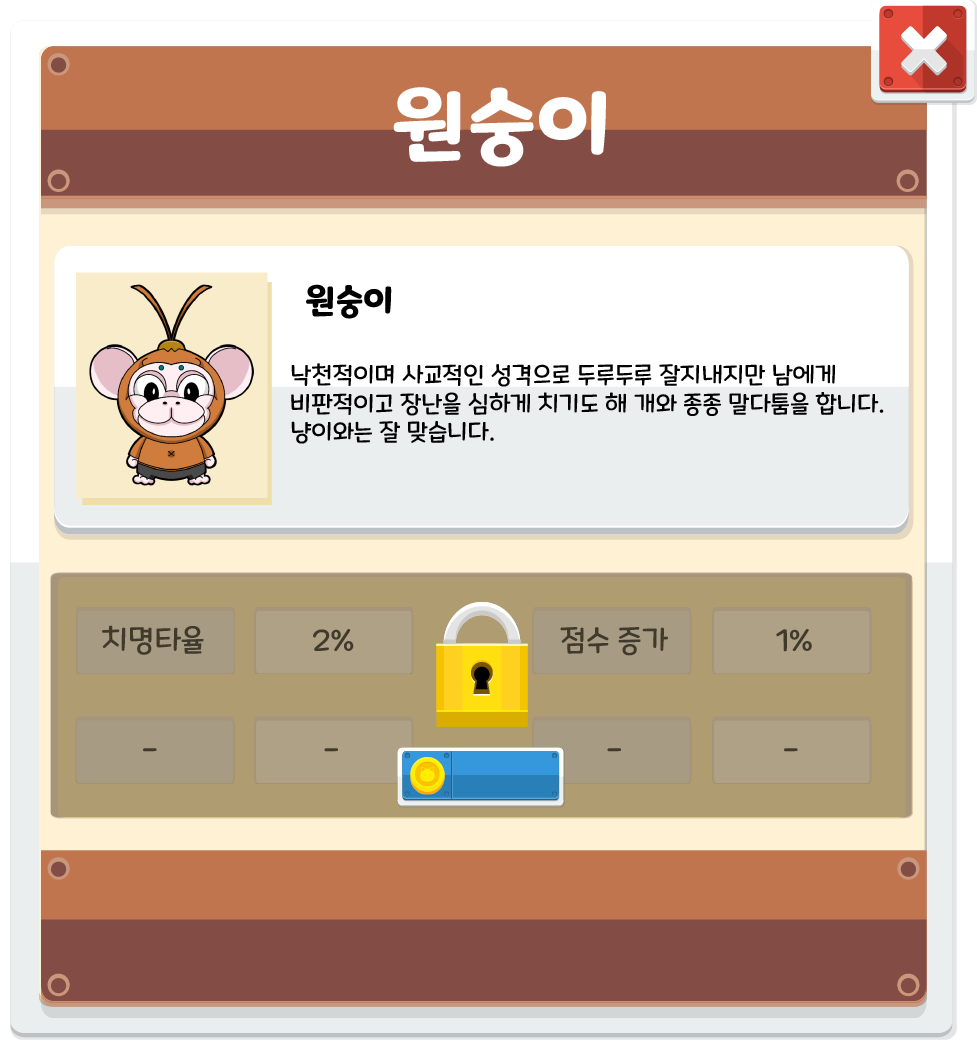 원숭이
원숭이
낙천적이며 사교적인 성격으로 두루두루 잘지내지만 남에게
비판적이고 장난을 심하게 치기도 해 개와 종종 말다툼을 합니다.
냥이와는 잘 맞습니다.
치명타율 2% 점수 증가 1%
- - - -